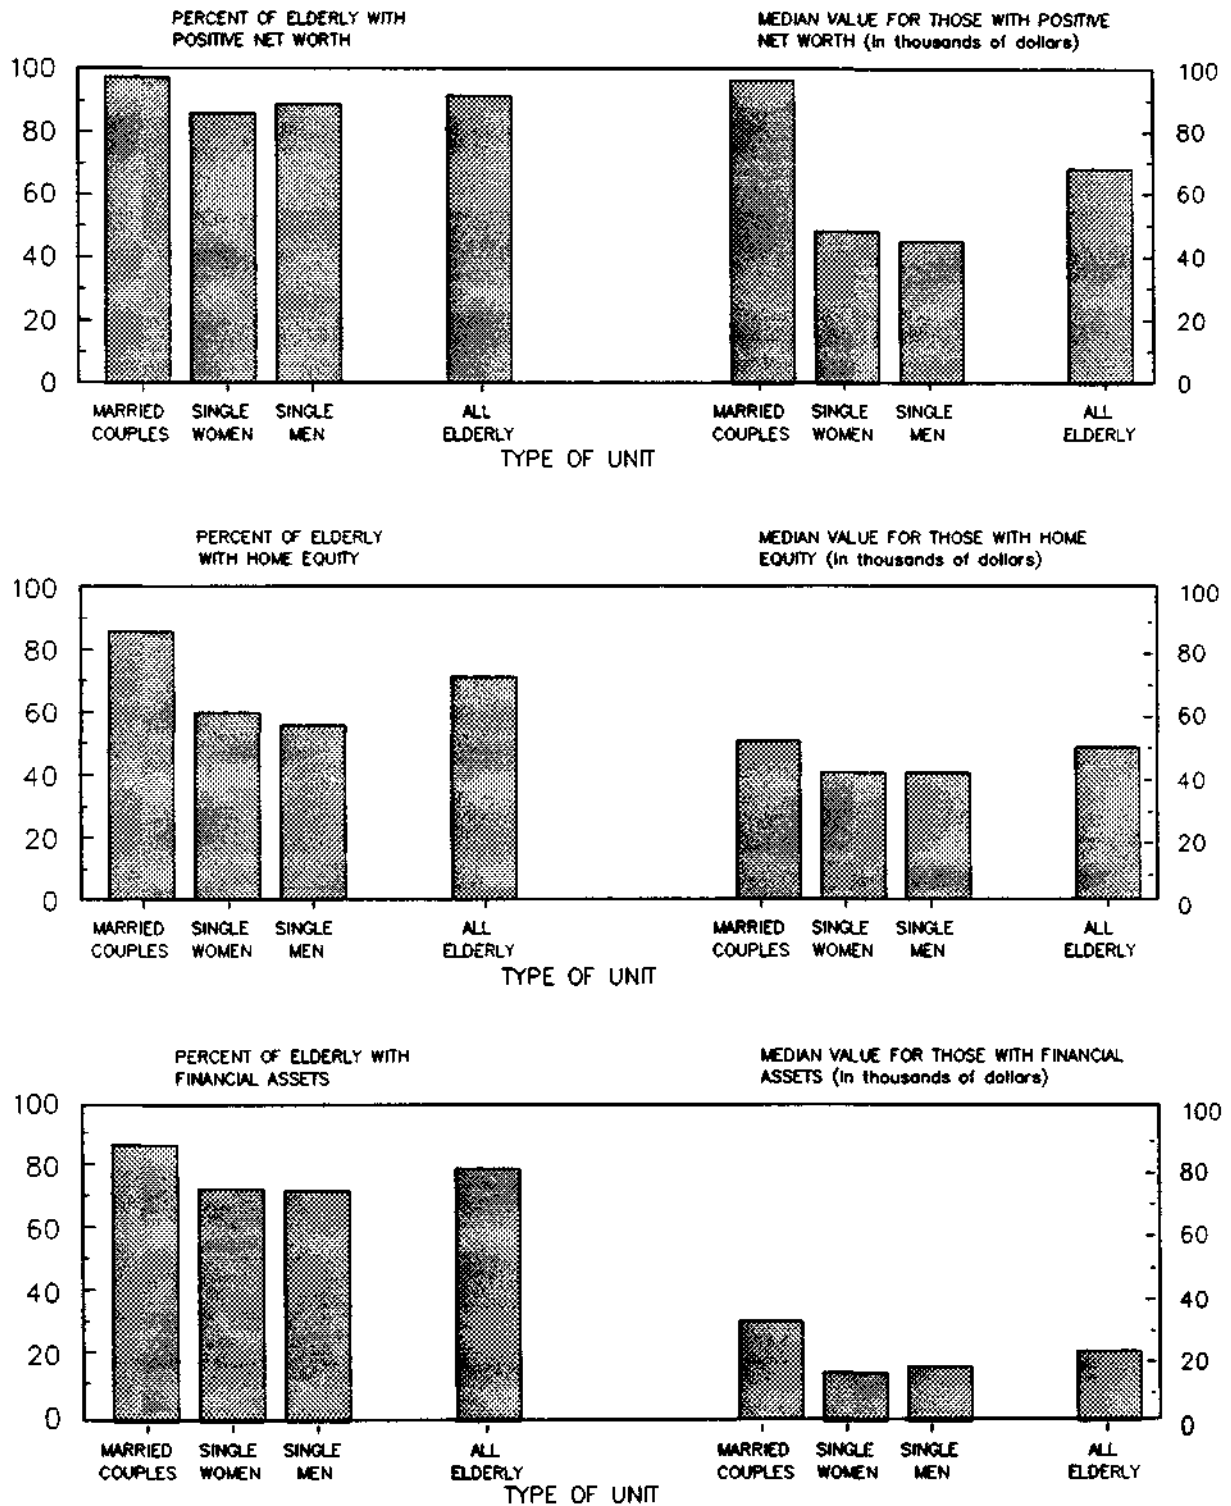 PERCENT OF ELDERLY WITH
POSITIVE NET WORTH
MEDIAN VALUE FOR THOSE WITH POSITIVE
NET WORTH (in thousands of dollars)
100
80
60
40
20
0
100
80
60
40
20
0
MARRIED
COUPLES
SINGLE
WOMEN
SINGLE
MEN
ALL
ELDERLY
MARRIED
COUPLES
SINGLE
WOMEN
SINGLE
MEN
ALL
ELDERLY
TYPE OF UNIT
PERCENT OF ELDERLY
WITH HOME EQUITY
MEDIAN VALUE FOR THOSE WITH HOME
EQUITY (in thousands of dollars)
100
80
60
40
20
0
100
80
60
40
20
0
MARRIED
COUPLES
SINGLE
WOMEN
SINGLE
MEN
ALL
ELDERLY
MARRIED
COUPLES
SINGLE
WOMEN
SINGLE
MEN
ALL
ELDERLY
TYPE OF UNIT
PERCENT OF ELDERLY WITH
FINANCIAL ASSETS
MEDIAN VALUE FOR THOSE WITH FINANCIAL
ASSETS (in thousands of dollars)
100
80
60
40
20
0
100
80
60
40
20
0
MARRIED
COUPLES
SINGLE
WOMEN
SINGLE
MEN
ALL
ELDERLY
MARRIED
COUPLES
SINGLE
WOMEN
SINGLE
MEN
ALL
ELDERLY
TYPE OF UNIT